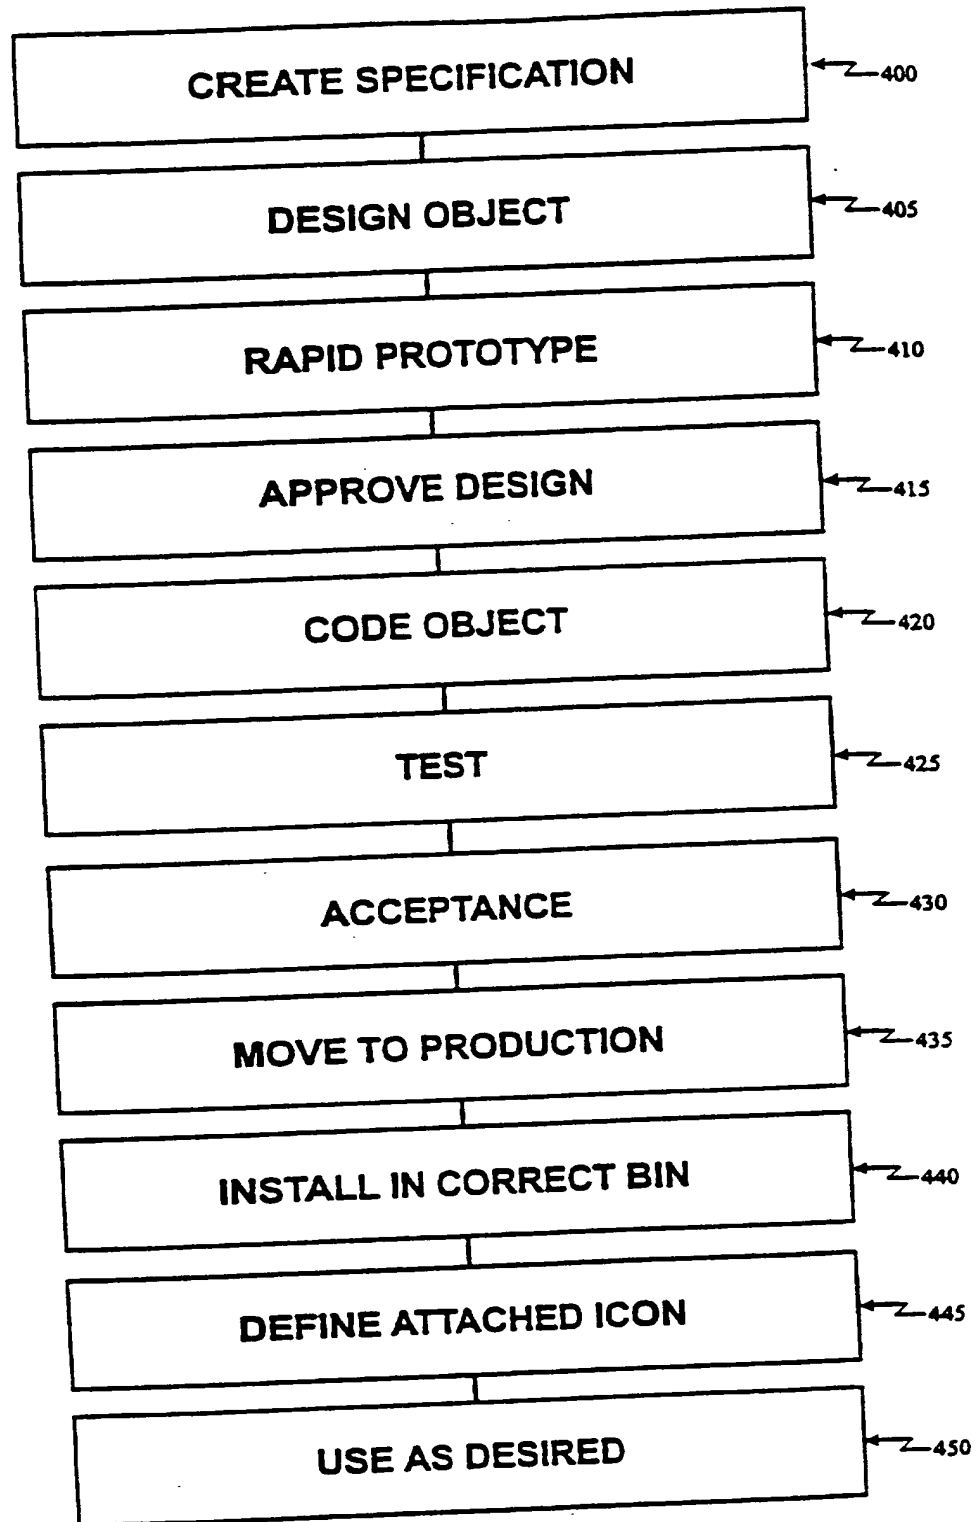 CREATE SPECIFICATION
400
DESIGN OBJECT
405
RAPID PROTOTYPE
410
APPROVE DESIGN
415
CODE OBJECT
420
TEST
425
ACCEPTANCE
430
MOVE TO PRODUCTION
435
INSTALL IN CORRECT BIN
440
DEFINE ATTACHED ICON
445
USE AS DESIRED
450